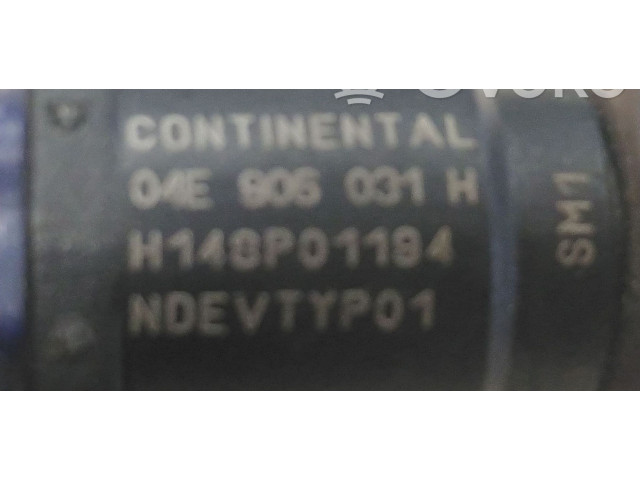 CONTINENTAL
04E 906 031 H
H148P01194
NDEVTYP01
SM1